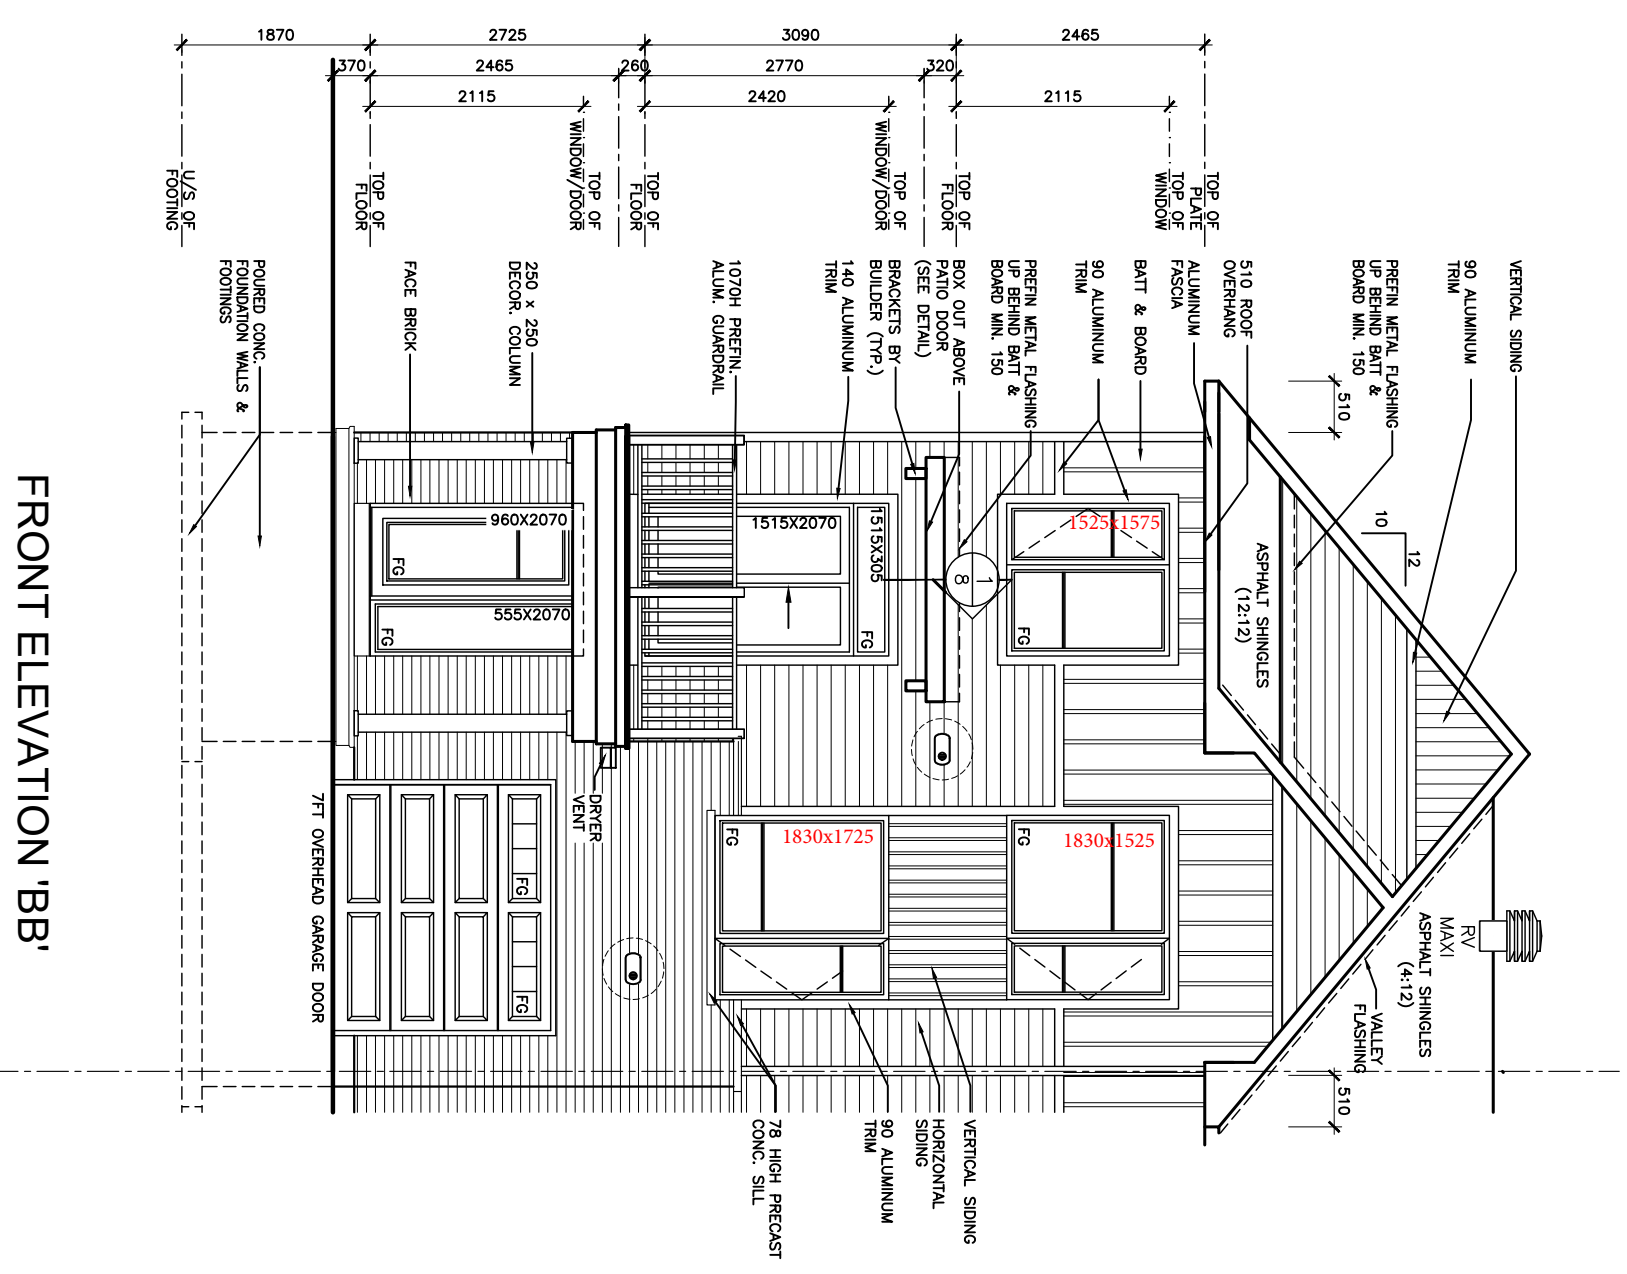 1870
2725
3090
2465
370
2465
260
2770
320
2115
2420
2115
U/S OF
FOOTING
TOP OF
FLOOR
TOP OF
WINDOW/DOOR
TOP OF
FLOOR
TOP OF
WINDOW/DOOR
TOP OF
FLOOR
TOP OF
WINDOW
TOP OF
PLATE
VERTICAL SIDING
90 ALUMINUM
TRIM
PREFIN METAL FLASHING
UP BEHIND BATT &
BOARD MIN. 150
510 ROOF
OVERHANG
ALUMINUM
FASCIA
BATT & BOARD
90 ALUMINUM
TRIM
PREFIN METAL FLASHING
UP BEHIND BATT &
BOARD MIN. 150
BOX OUT ABOVE
PATIO DOOR
(SEE DETAIL)
BRACKETS BY
BUILDER (TYP.)
140 ALUMINUM
TRIM
1070H PREFIN.
ALUM. GUARDRAIL
250 x 250
DECOR. COLUMN
FACE BRICK
POURED CONC.
FOUNDATION WALLS &
FOOTINGS
510
10
12
ASPHALT SHINGLES
(12:12)
1525x1575
FG
1
8
1515X305
FG
1515X2070
960X2070
FG
555X2070
FG
DRYER
VENT
1830x1725
FG
1830x1525
FG
FG
FG
7FT OVERHEAD GARAGE DOOR
RV
MAXI
ASPHALT SHINGLES
(4:12)
VALLEY
FLASHING
510
VERTICAL SIDING
HORIZONTAL
SIDING
90 ALUMINUM
TRIM
78 HIGH PRECAST
CONC. SILL
FRONT ELEVATION 'BB'